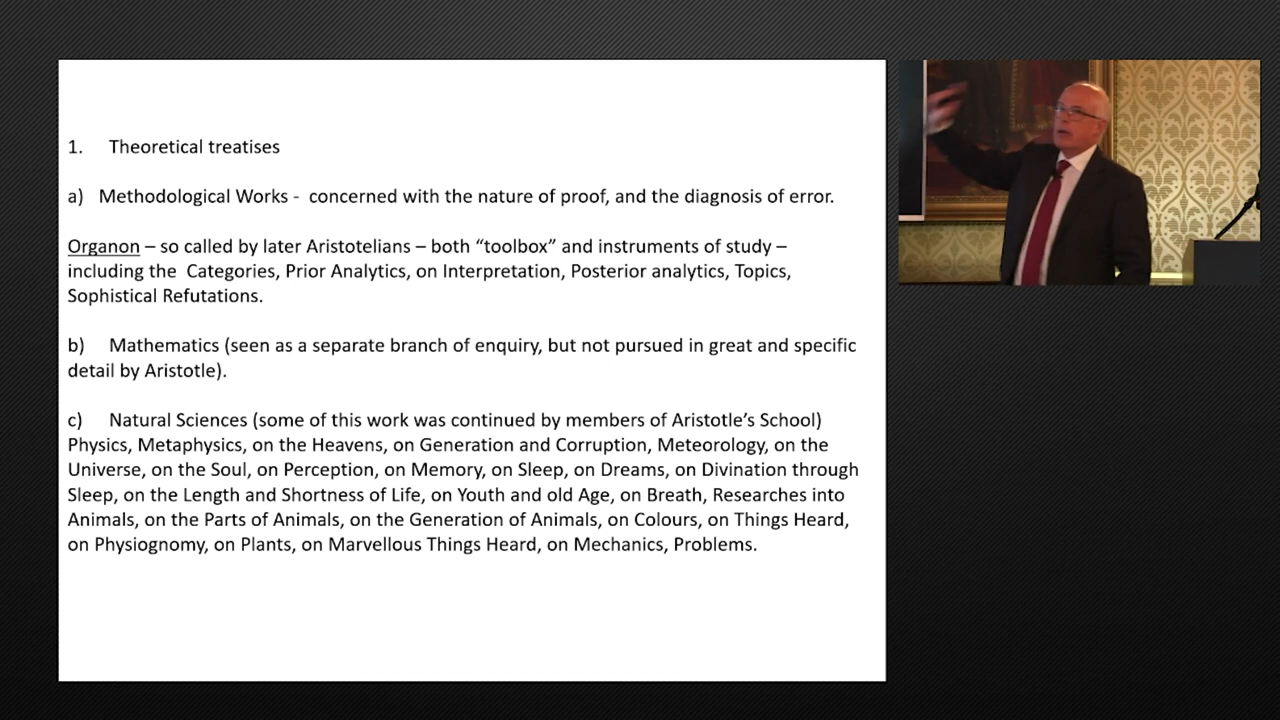 1. Theoretical treatises
a) Methodological Works - concerned with the nature of proof, and the diagnosis of error.
Organon – so called by later Aristotelians – both “toolbox” and instruments of study –
including the Categories, Prior Analytics, on Interpretation, Posterior analytics, Topics,
Sophistical Refutations.
b) Mathematics (seen as a separate branch of enquiry, but not pursued in great and specific
detail by Aristotle).
c) Natural Sciences (some of this work was continued by members of Aristotle’s School)
Physics, Metaphysics, on the Heavens, on Generation and Corruption, Meteorology, on the
Universe, on the Soul, on Perception, on Memory, on Sleep, on Dreams, on Divination through
Sleep, on the Length and Shortness of Life, on Youth and old Age, on Breath, Researches into
Animals, on the Parts of Animals, on the Generation of Animals, on Colours, on Things Heard,
on Physiognomy, on Plants, on Marvellous Things Heard, on Mechanics, Problems.